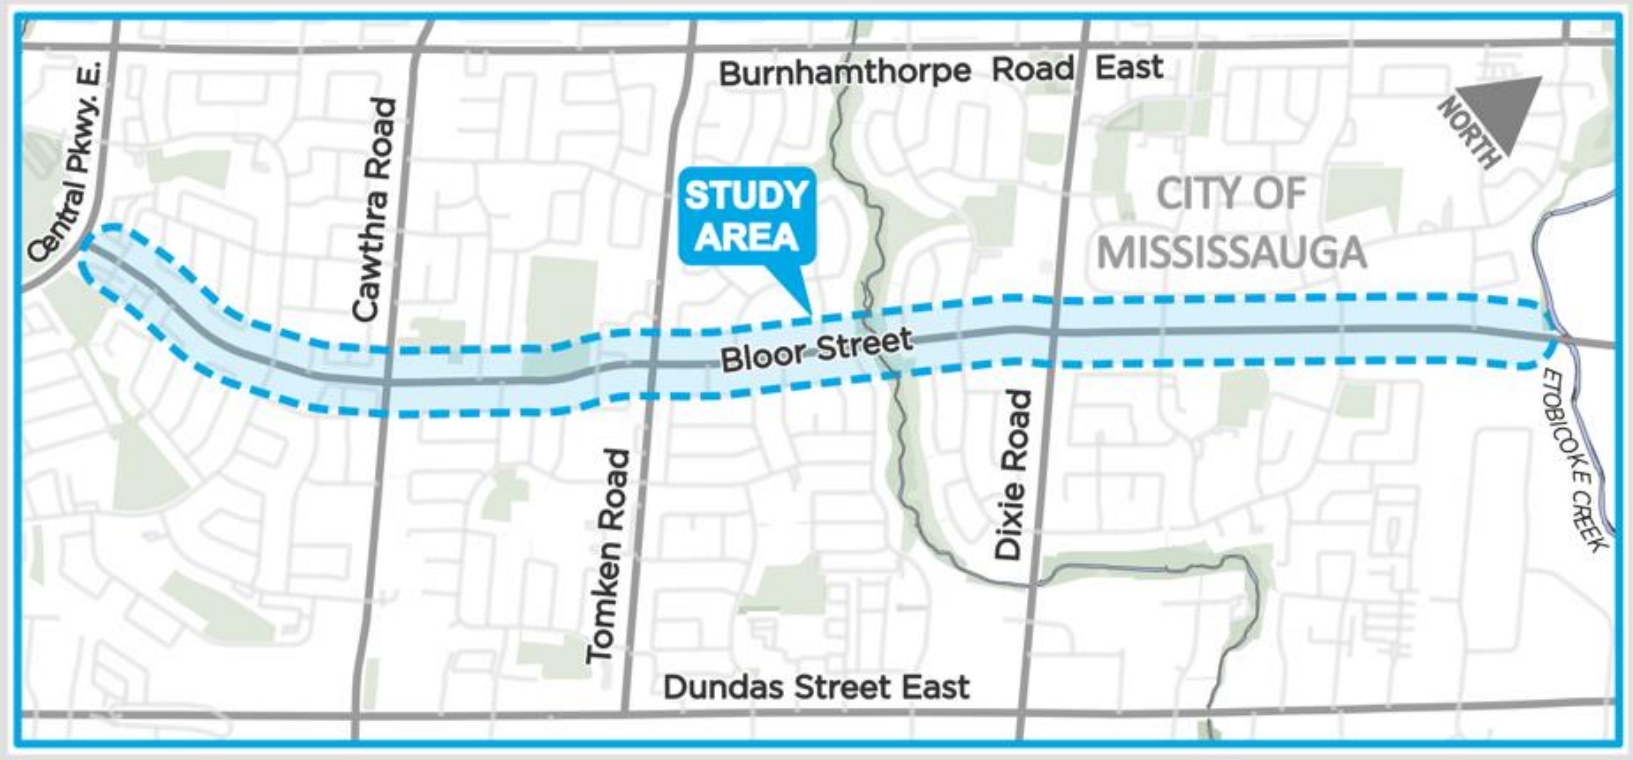 Burnhamthorpe Road East
Central Pkwy. E.
Cawthra Road
NORTH
STUDY
AREA
CITY OF
MISSISSAUGA
Bloor Street
ETOBICOKE CREEK
Dixie Road
Tomken Road
Dundas Street East